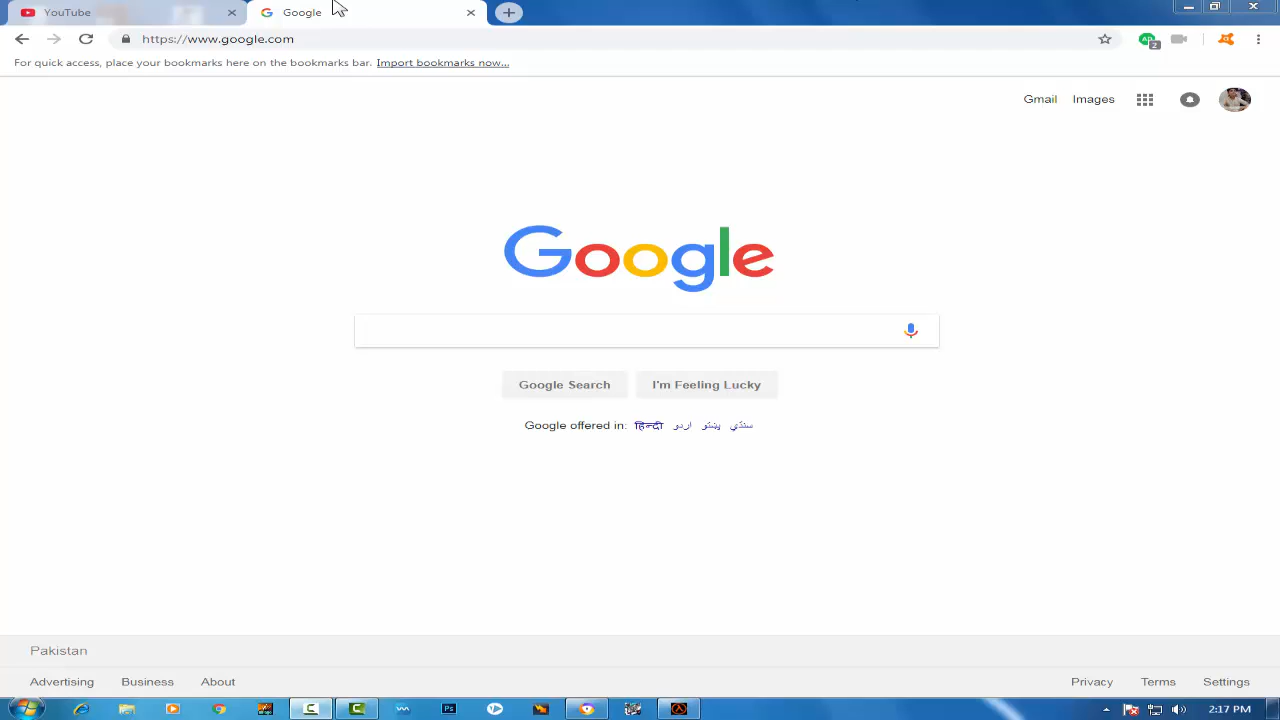 YouTube
Google
https://www.google.com
2
For quick access, place your bookmarks here on the bookmarks bar. Import bookmarks now...
Gmail Images
Google
Google Search I'm Feeling Lucky
Google offered in: हिन्दी اردو پښتو سنڌي
Pakistan
Advertising Business About Privacy Terms Settings
Ps 2:17 PM